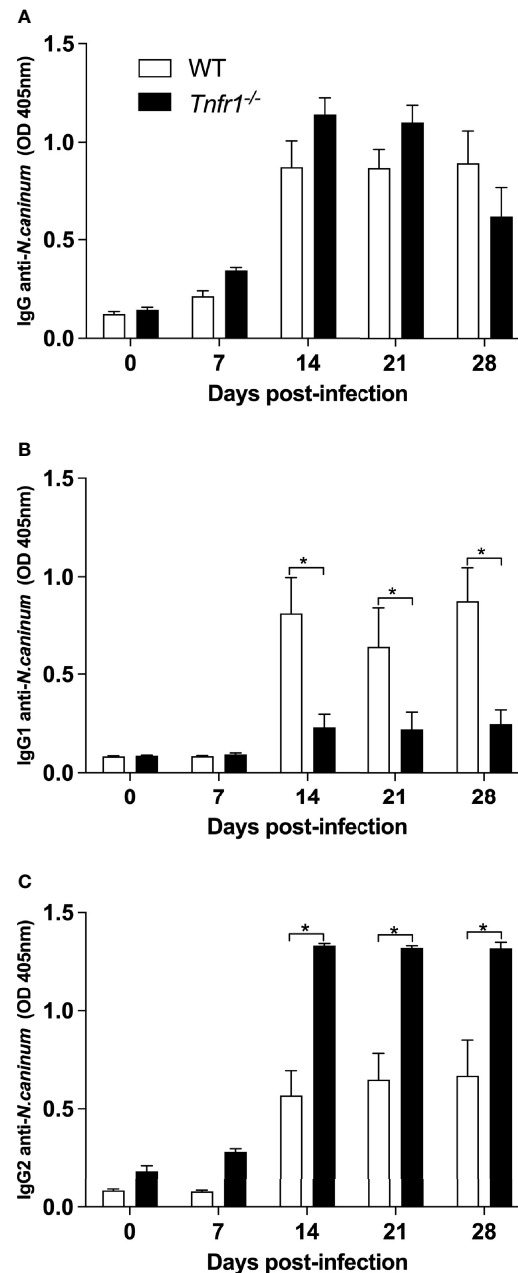 A
IgG anti-N.caninum (OD 405nm)
1.5
1.0
0.5
0.0
WT
Tnfr1-/-
0 7 14 21 28
Days post-infection
B
IgG1 anti-N.caninum (OD 405nm)
1.5
1.0
0.5
0.0
* * *
0 7 14 21 28
Days post-infection
C
IgG2 anti-N.caninum (OD 405nm)
1.5
1.0
0.5
0.0
* * *
0 7 14 21 28
Days post-infection